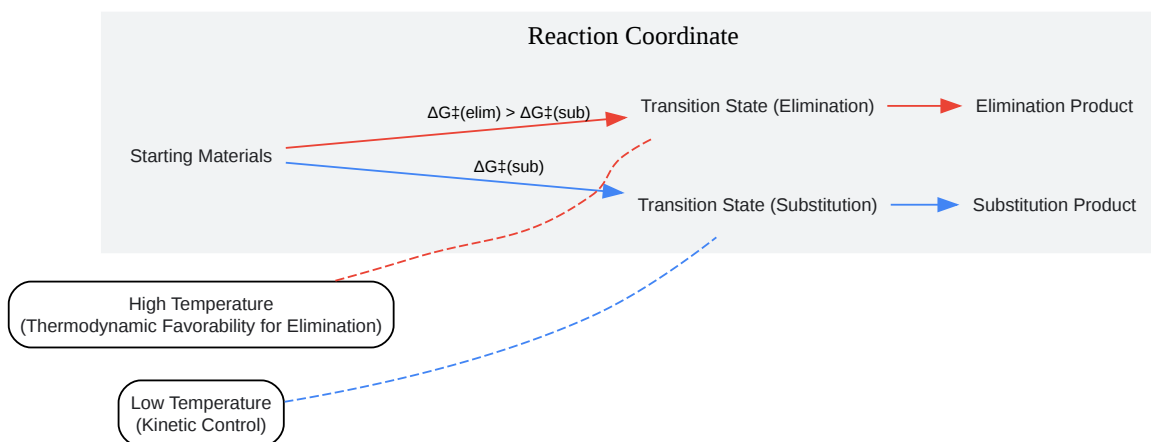 Reaction Coordinate
ΔG‡(elim) > ΔG‡(sub)
Transition State (Elimination)
Elimination Product
Starting Materials
ΔG‡(sub)
Transition State (Substitution)
Substitution Product
High Temperature
(Thermodynamic Favorability for Elimination)
Low Temperature
(Kinetic Control)